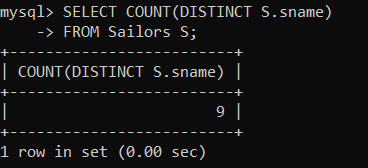 mysql> SELECT COUNT(DISTINCT S.sname)
    -> FROM Sailors S;
+-------------------------+
| COUNT(DISTINCT S.sname) |
+-------------------------+
|                       9 |
+-------------------------+
1 row in set (0.00 sec)